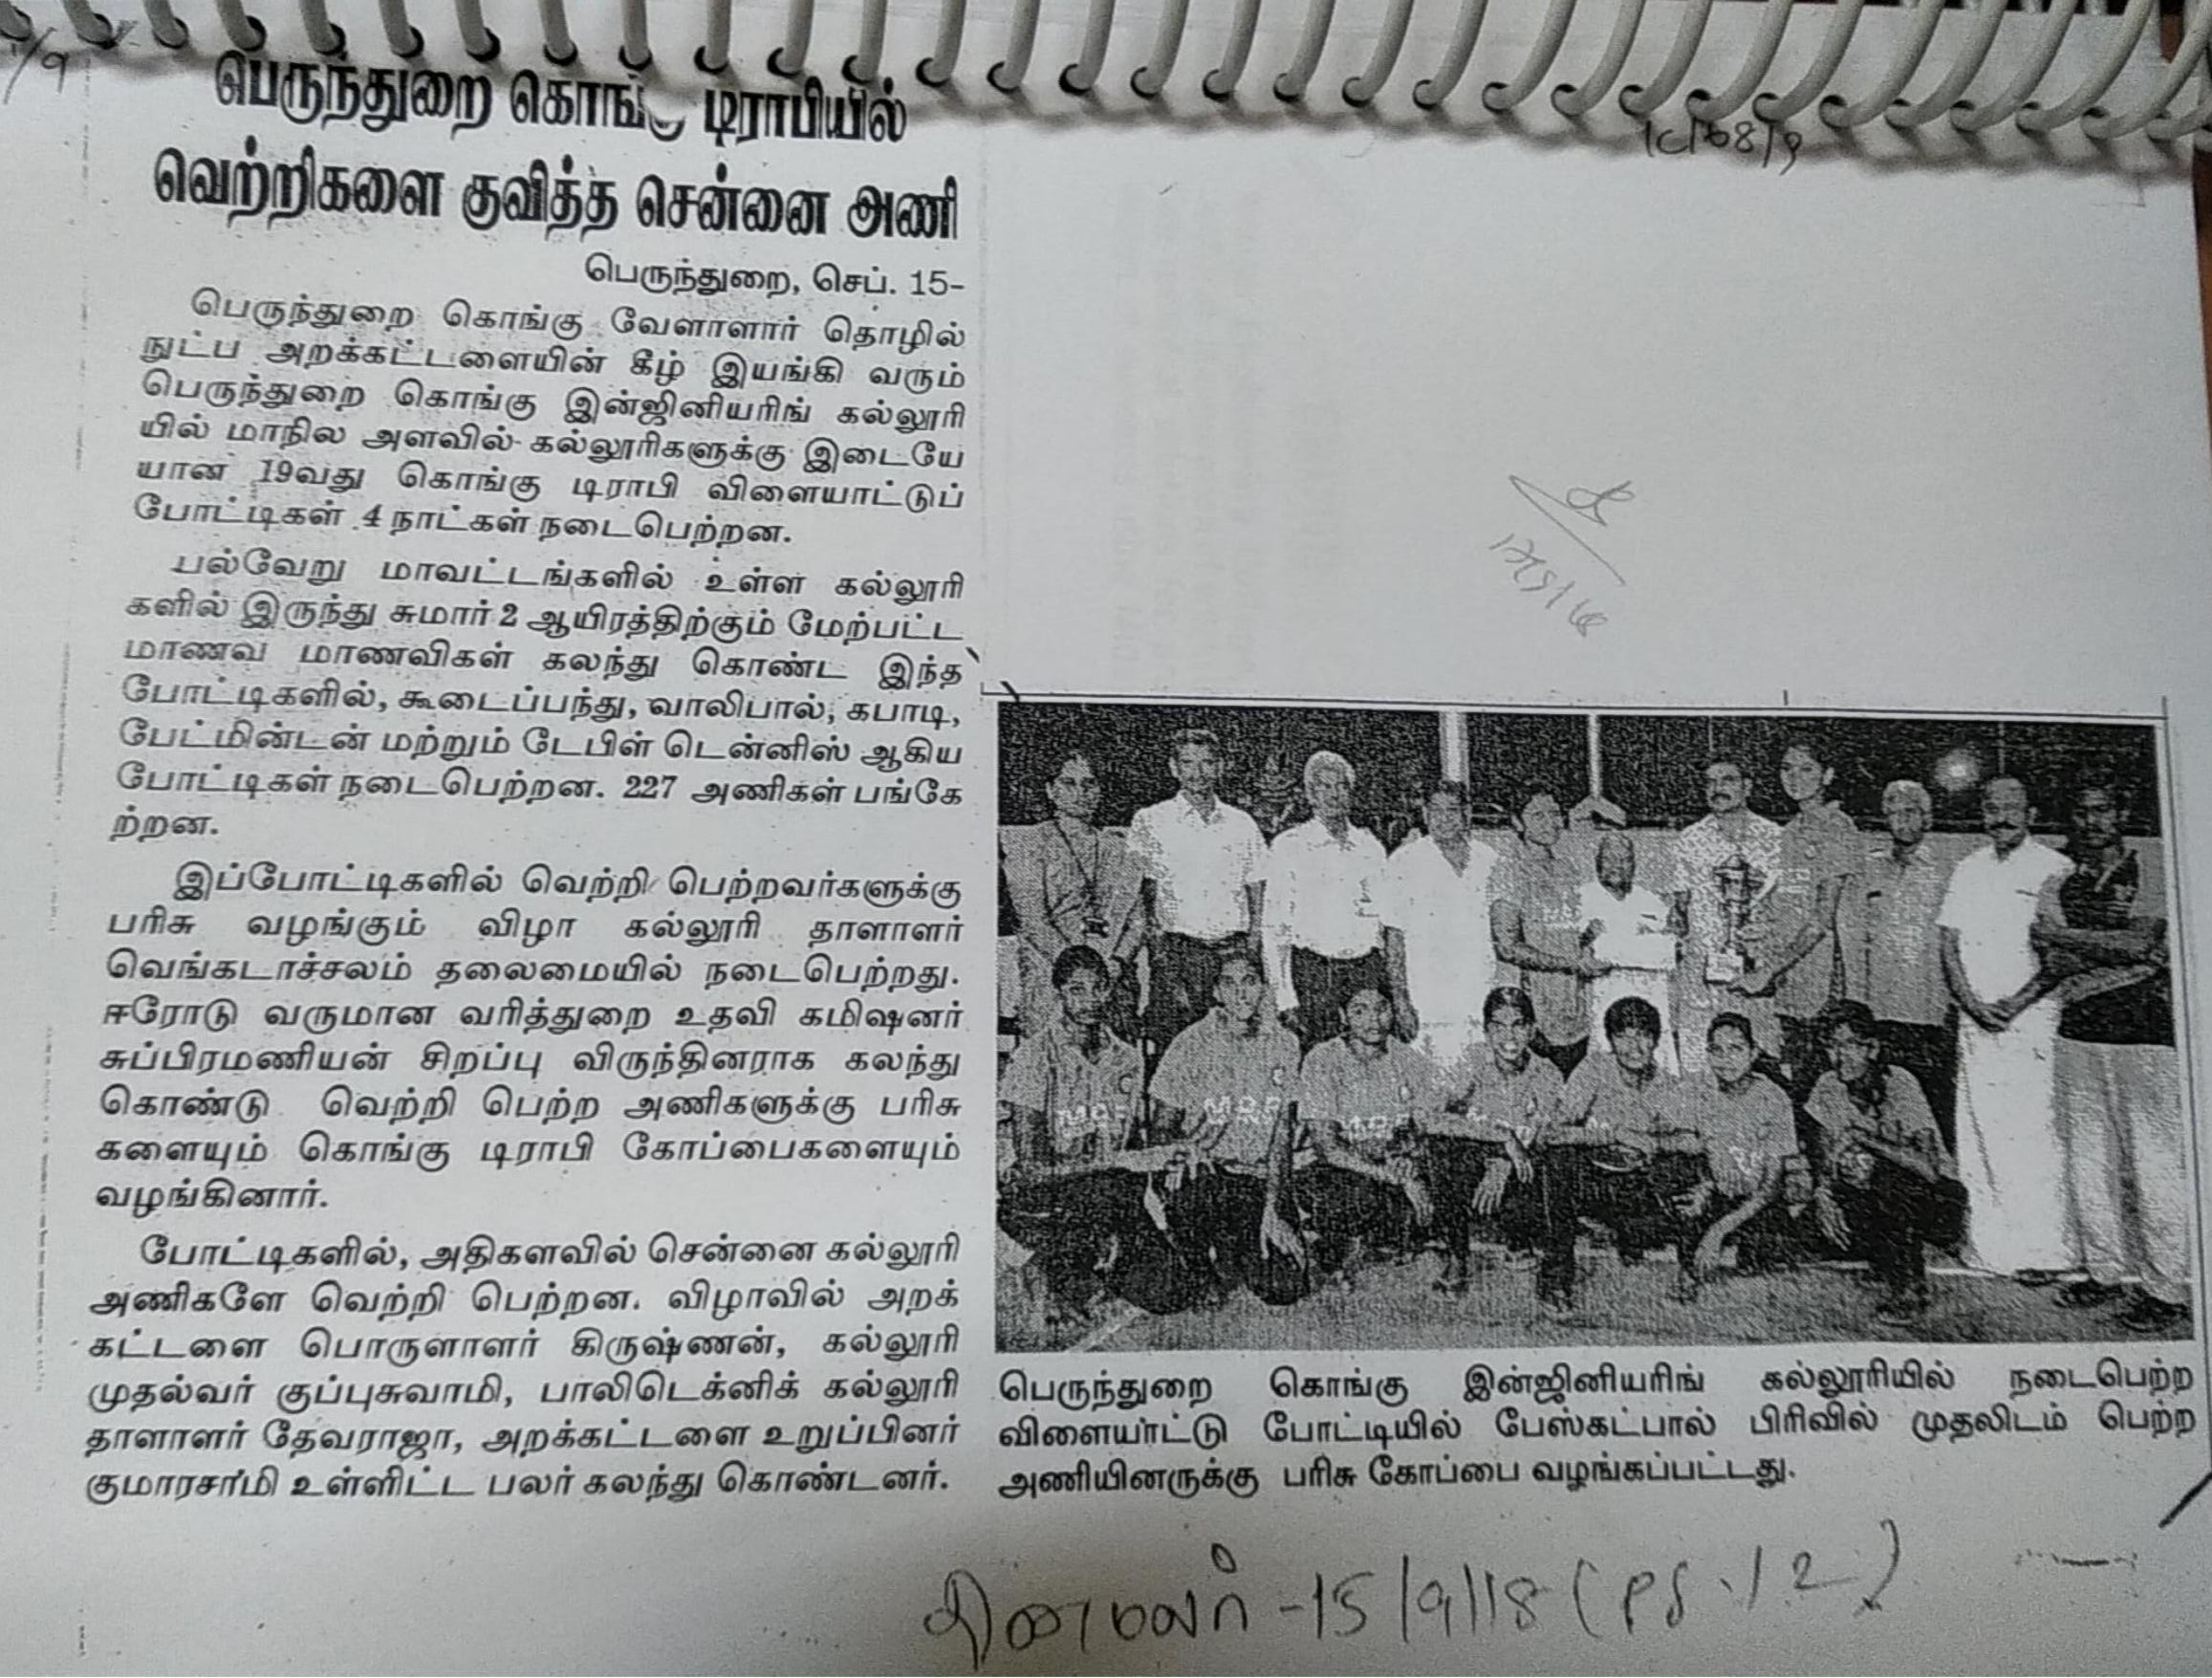 பெருந்துறை கொங்கு டிராபியில்
வெற்றிகளை குவித்த சென்னை அணி
பெருந்துறை, செப். 15-
பெருந்துறை கொங்கு வேளாளார் தொழில்
நுட்ப அறக்கட்டளையின் கீழ் இயங்கி வரும்
பெருந்துறை கொங்கு இன்ஜினியரிங் கல்லூரி
யில் மாநில அளவில் கல்லூரிகளுக்கு இடையே
யான 19வது கொங்கு டிராபி விளையாட்டுப்
போட்டிகள் 4 நாட்கள் நடைபெற்றன.
பல்வேறு மாவட்டங்களில் உள்ள கல்லூரி
களில் இருந்து சுமார் 2 ஆயிரத்திற்கும் மேற்பட்ட
மாணவ மாணவிகள் கலந்து கொண்ட இந்த
போட்டிகளில், கூடைப்பந்து, வாலிபால், கபாடி,
பேட்மின்டன் மற்றும் டேபிள் டென்னிஸ் ஆகிய
போட்டிகள் நடைபெற்றன. 227 அணிகள் பங்கே
ற்றன.
இப்போட்டிகளில் வெற்றி பெற்றவர்களுக்கு
பரிசு வழங்கும் விழா கல்லூரி தாளாளர்
வெங்கடாச்சலம் தலைமையில் நடைபெற்றது.
ஈரோடு வருமான வரித்துறை உதவி கமிஷனர்
சுப்பிரமணியன் சிறப்பு விருந்தினராக கலந்து
கொண்டு வெற்றி பெற்ற அணிகளுக்கு பரிசு
களையும் கொங்கு டிராபி கோப்பைகளையும்
வழங்கினார்.
போட்டிகளில், அதிகளவில் சென்னை கல்லூரி
அணிகளே வெற்றி பெற்றன. விழாவில் அறக்
கட்டளை பொருளாளர் கிருஷ்ணன், கல்லூரி
முதல்வர் குப்புசுவாமி, பாலிடெக்னிக் கல்லூரி
தாளாளர் தேவராஜா, அறக்கட்டளை உறுப்பினர்
குமாரசாமி உள்ளிட்ட பலர் கலந்து கொண்டனர்.
பெருந்துறை கொங்கு இன்ஜினியரிங் கல்லூரியில் நடைபெற்ற
விளையாட்டு போட்டியில் பேஸ்கட்பால் பிரிவில் முதலிடம் பெற்ற
அணியினருக்கு பரிசு கோப்பை வழங்கப்பட்டது.
தினமலர் -15/9/18 (PS.12)